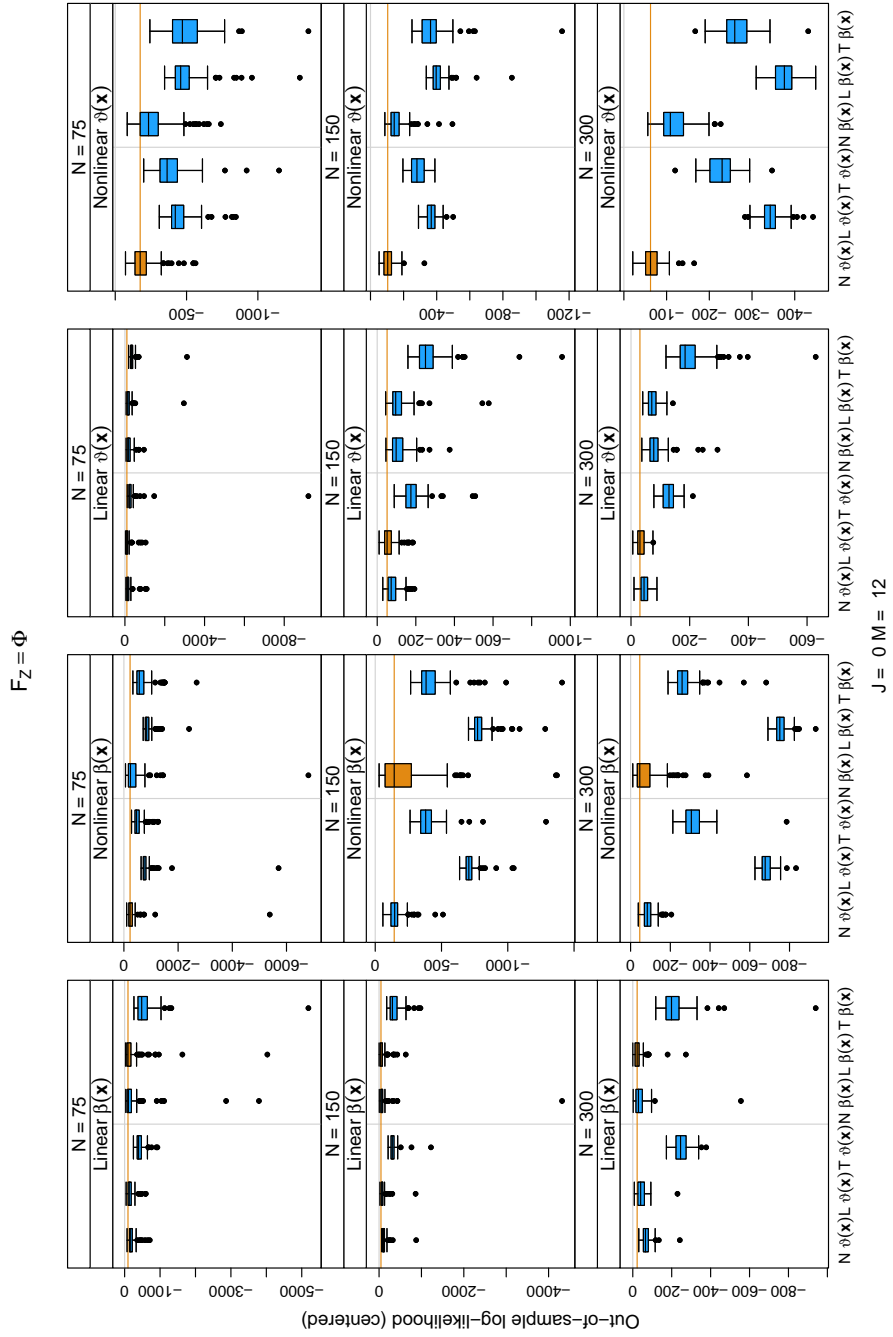 F_Z = Φ
N = 75
N = 75
N = 75
N = 75
Linear β(x)
Nonlinear β(x)
Linear ϑ(x)
Nonlinear ϑ(x)
0
−1000
−3000
−5000
0
−2000
−4000
−6000
0
−4000
−8000
−500
−1000
N = 150
N = 150
N = 150
N = 150
Linear β(x)
Nonlinear β(x)
Linear ϑ(x)
Nonlinear ϑ(x)
0
−2000
−4000
0
−500
−1000
0
−200
−400
−600
−1000
−400
−800
−1200
N = 300
N = 300
N = 300
N = 300
Linear β(x)
Nonlinear β(x)
Linear ϑ(x)
Nonlinear ϑ(x)
0
−200
−400
−600
−800
0
−200
−400
−600
−800
0
−200
−400
−600
−100
−200
−300
−400
N ϑ(x) L ϑ(x) T ϑ(x) N β(x) L β(x) T β(x)
N ϑ(x) L ϑ(x) T ϑ(x) N β(x) L β(x) T β(x)
N ϑ(x) L ϑ(x) T ϑ(x) N β(x) L β(x) T β(x)
N ϑ(x) L ϑ(x) T ϑ(x) N β(x) L β(x) T β(x)
Out−of−sample log−likelihood (centered)
J = 0 M = 12